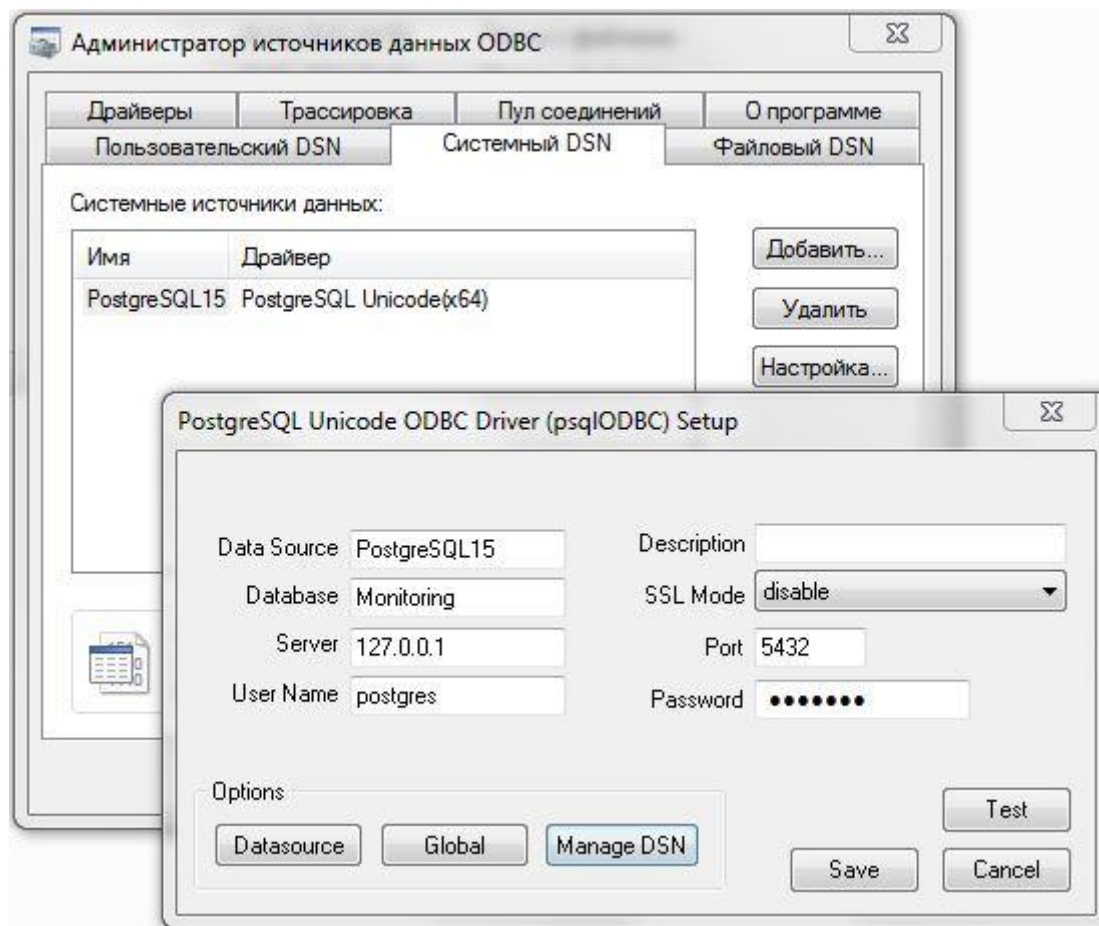 Администратор источников данных ODBC
Драйверы Трассировка Пул соединений О программе
Пользовательский DSN Системный DSN Файловый DSN
Системные источники данных:
Имя Драйвер
PostgreSQL15 PostgreSQL Unicode(x64)
Добавить...
Удалить
Настройка...
PostgreSQL Unicode ODBC Driver (psqlODBC) Setup
Data Source PostgreSQL15 Description
Database Monitoring SSL Mode disable
Server 127.0.0.1 Port 5432
User Name postgres Password •••••••
Options
Datasource Global Manage DSN
Test
Save Cancel